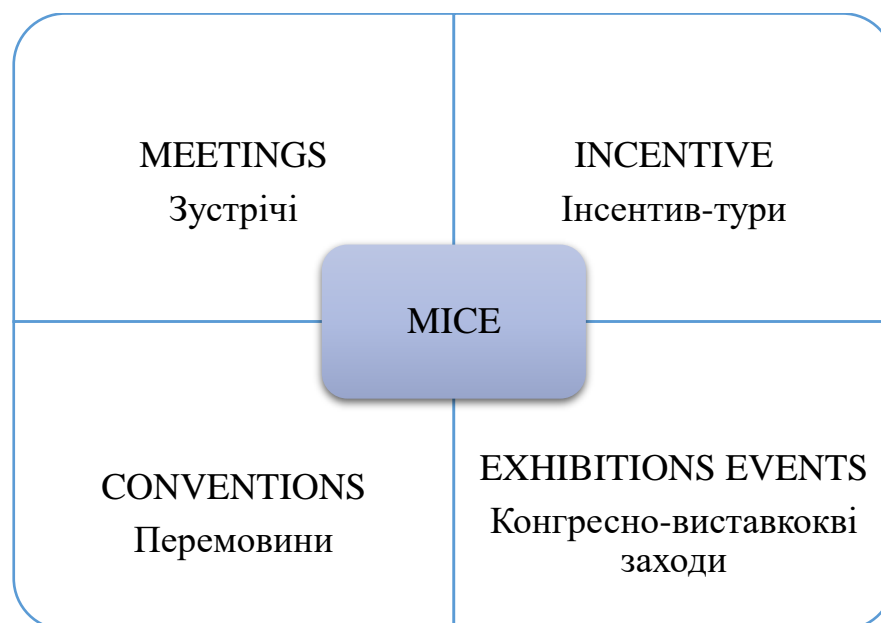 MEETINGS
Зустрічі
INCENTIVE
Інсентив-тури
MICE
CONVENTIONS
Перемовини
EXHIBITIONS EVENTS
Конгресно-виставкокві
заходи